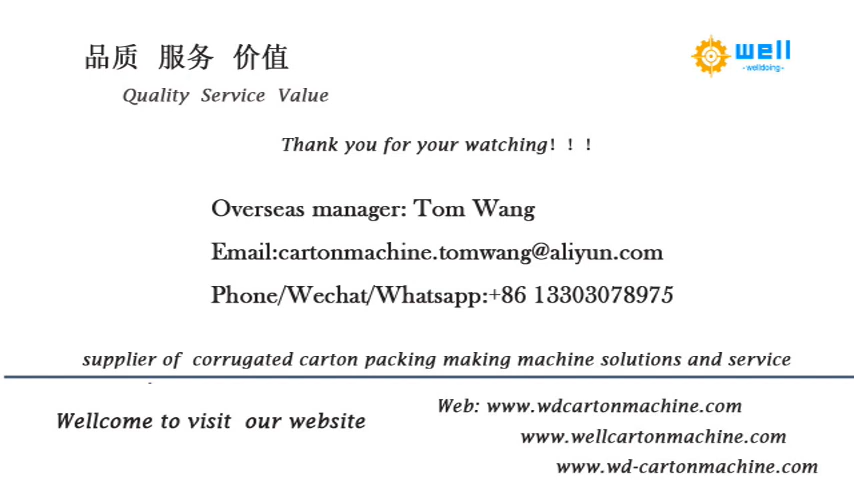 品质 服务 价值
well
-welldoing-
Quality Service Value
Thank you for your watching！！！
Overseas manager: Tom Wang
Email:cartonmachine.tomwang@aliyun.com
Phone/Wechat/Whatsapp:+86 13303078975
supplier of corrugated carton packing making machine solutions and service
Wellcome to visit our website
Web: www.wdcartonmachine.com
www.wellcartonmachine.com
www.wd-cartonmachine.com